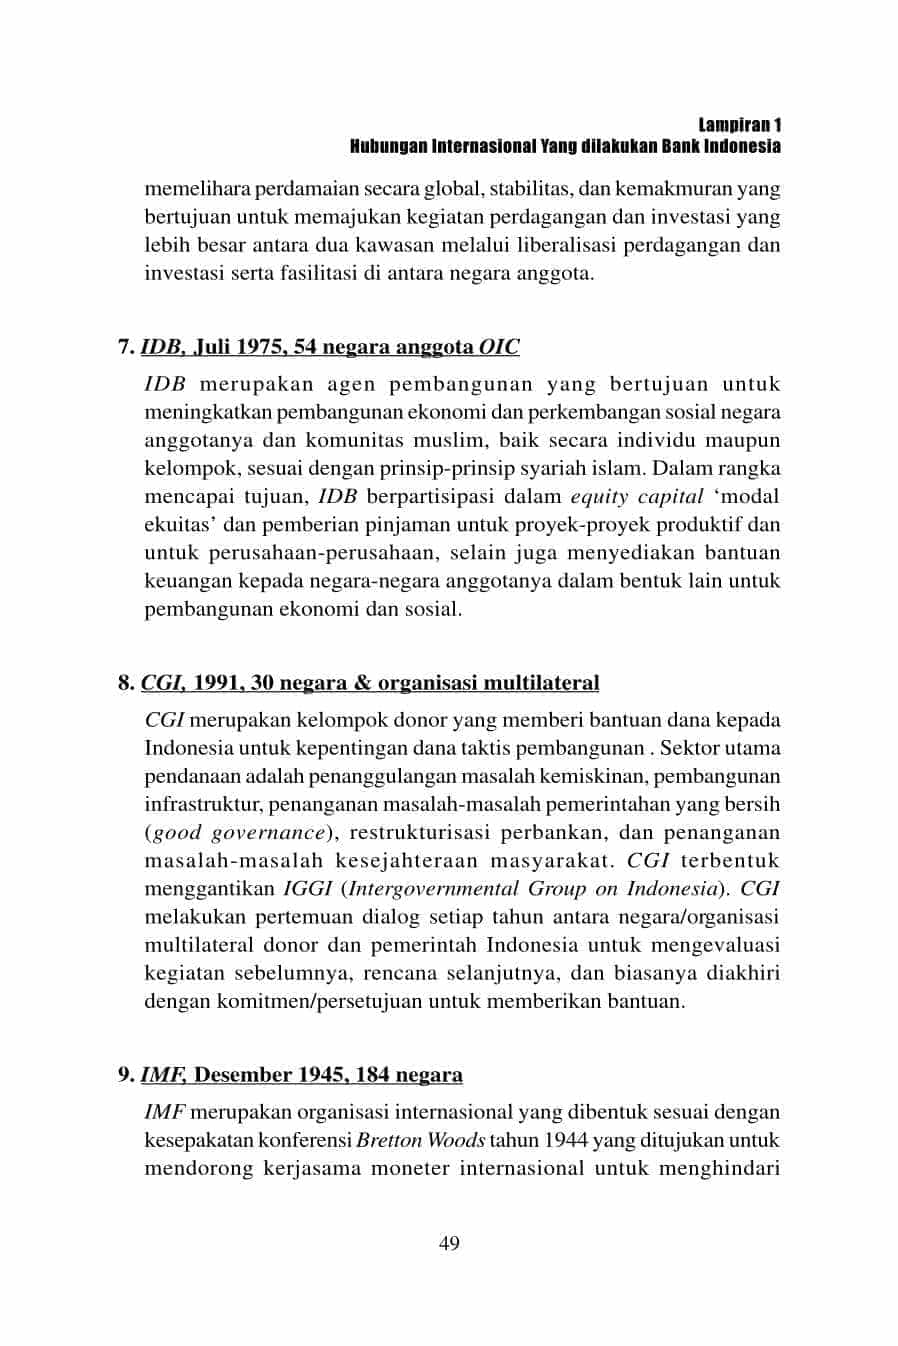 Lampiran 1
Hubungan Internasional Yang dilakukan Bank Indonesia
memelihara perdamaian secara global, stabilitas, dan kemakmuran yang
bertujuan untuk memajukan kegiatan perdagangan dan investasi yang
lebih besar antara dua kawasan melalui liberalisasi perdagangan dan
investasi serta fasilitasi di antara negara anggota.
7. IDB, Juli 1975, 54 negara anggota OIC
IDB merupakan agen pembangunan yang bertujuan untuk
meningkatkan pembangunan ekonomi dan perkembangan sosial negara
anggotanya dan komunitas muslim, baik secara individu maupun
kelompok, sesuai dengan prinsip-prinsip syariah islam. Dalam rangka
mencapai tujuan, IDB berpartisipasi dalam equity capital ‘modal
ekuitas’ dan pemberian pinjaman untuk proyek-proyek produktif dan
untuk perusahaan-perusahaan, selain juga menyediakan bantuan
keuangan kepada negara-negara anggotanya dalam bentuk lain untuk
pembangunan ekonomi dan sosial.
8. CGI, 1991, 30 negara & organisasi multilateral
CGI merupakan kelompok donor yang memberi bantuan dana kepada
Indonesia untuk kepentingan dana taktis pembangunan . Sektor utama
pendanaan adalah penanggulangan masalah kemiskinan, pembangunan
infrastruktur, penanganan masalah-masalah pemerintahan yang bersih
(good governance), restrukturisasi perbankan, dan penanganan
masalah-masalah kesejahteraan masyarakat. CGI terbentuk
menggantikan IGGI (Intergovernmental Group on Indonesia). CGI
melakukan pertemuan dialog setiap tahun antara negara/organisasi
multilateral donor dan pemerintah Indonesia untuk mengevaluasi
kegiatan sebelumnya, rencana selanjutnya, dan biasanya diakhiri
dengan komitmen/persetujuan untuk memberikan bantuan.
9. IMF, Desember 1945, 184 negara
IMF merupakan organisasi internasional yang dibentuk sesuai dengan
kesepakatan konferensi Bretton Woods tahun 1944 yang ditujukan untuk
mendorong kerjasama moneter internasional untuk menghindari
49